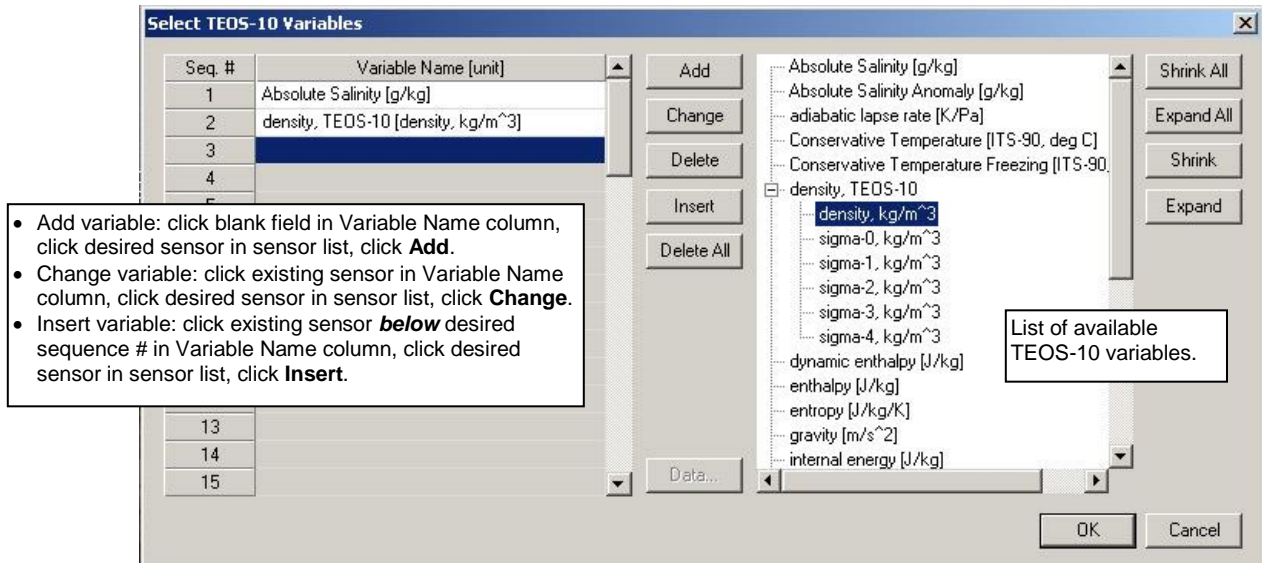 Select TEOS-10 Variables
Seq. # Variable Name [unit]
1 Absolute Salinity [g/kg]
2 density, TEOS-10 [density, kg/m^3]
3
4
13
14
15
• Add variable: click blank field in Variable Name column,
click desired sensor in sensor list, click Add.
• Change variable: click existing sensor in Variable Name
column, click desired sensor in sensor list, click Change.
• Insert variable: click existing sensor below desired
sequence # in Variable Name column, click desired
sensor in sensor list, click Insert.
Add
Change
Delete
Insert
Delete All
Data...
Absolute Salinity [g/kg]
Absolute Salinity Anomaly [g/kg]
adiabatic lapse rate [K/Pa]
Conservative Temperature [ITS-90, deg C]
Conservative Temperature Freezing [ITS-90,
density, TEOS-10
density, kg/m^3
sigma-0, kg/m^3
sigma-1, kg/m^3
sigma-2, kg/m^3
sigma-3, kg/m^3
sigma-4, kg/m^3
dynamic enthalpy [J/kg]
enthalpy [J/kg]
entropy [J/kg/K]
gravity [m/s^2]
internal energy [J/kg]
List of available
TEOS-10 variables.
Shrink All
Expand All
Shrink
Expand
OK
Cancel